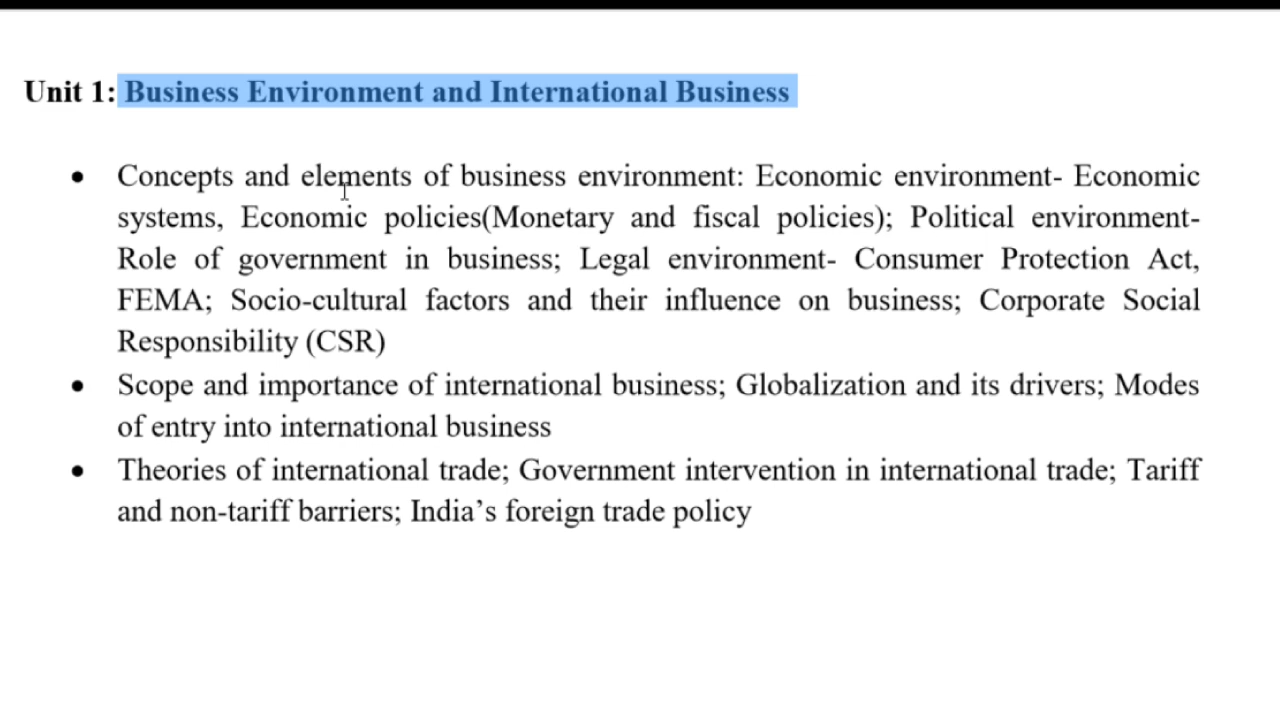 Unit 1: Business Environment and International Business
• Concepts and elements of business environment: Economic environment- Economic
systems, Economic policies(Monetary and fiscal policies); Political environment-
Role of government in business; Legal environment- Consumer Protection Act,
FEMA; Socio-cultural factors and their influence on business; Corporate Social
Responsibility (CSR)
• Scope and importance of international business; Globalization and its drivers; Modes
of entry into international business
• Theories of international trade; Government intervention in international trade; Tariff
and non-tariff barriers; India’s foreign trade policy